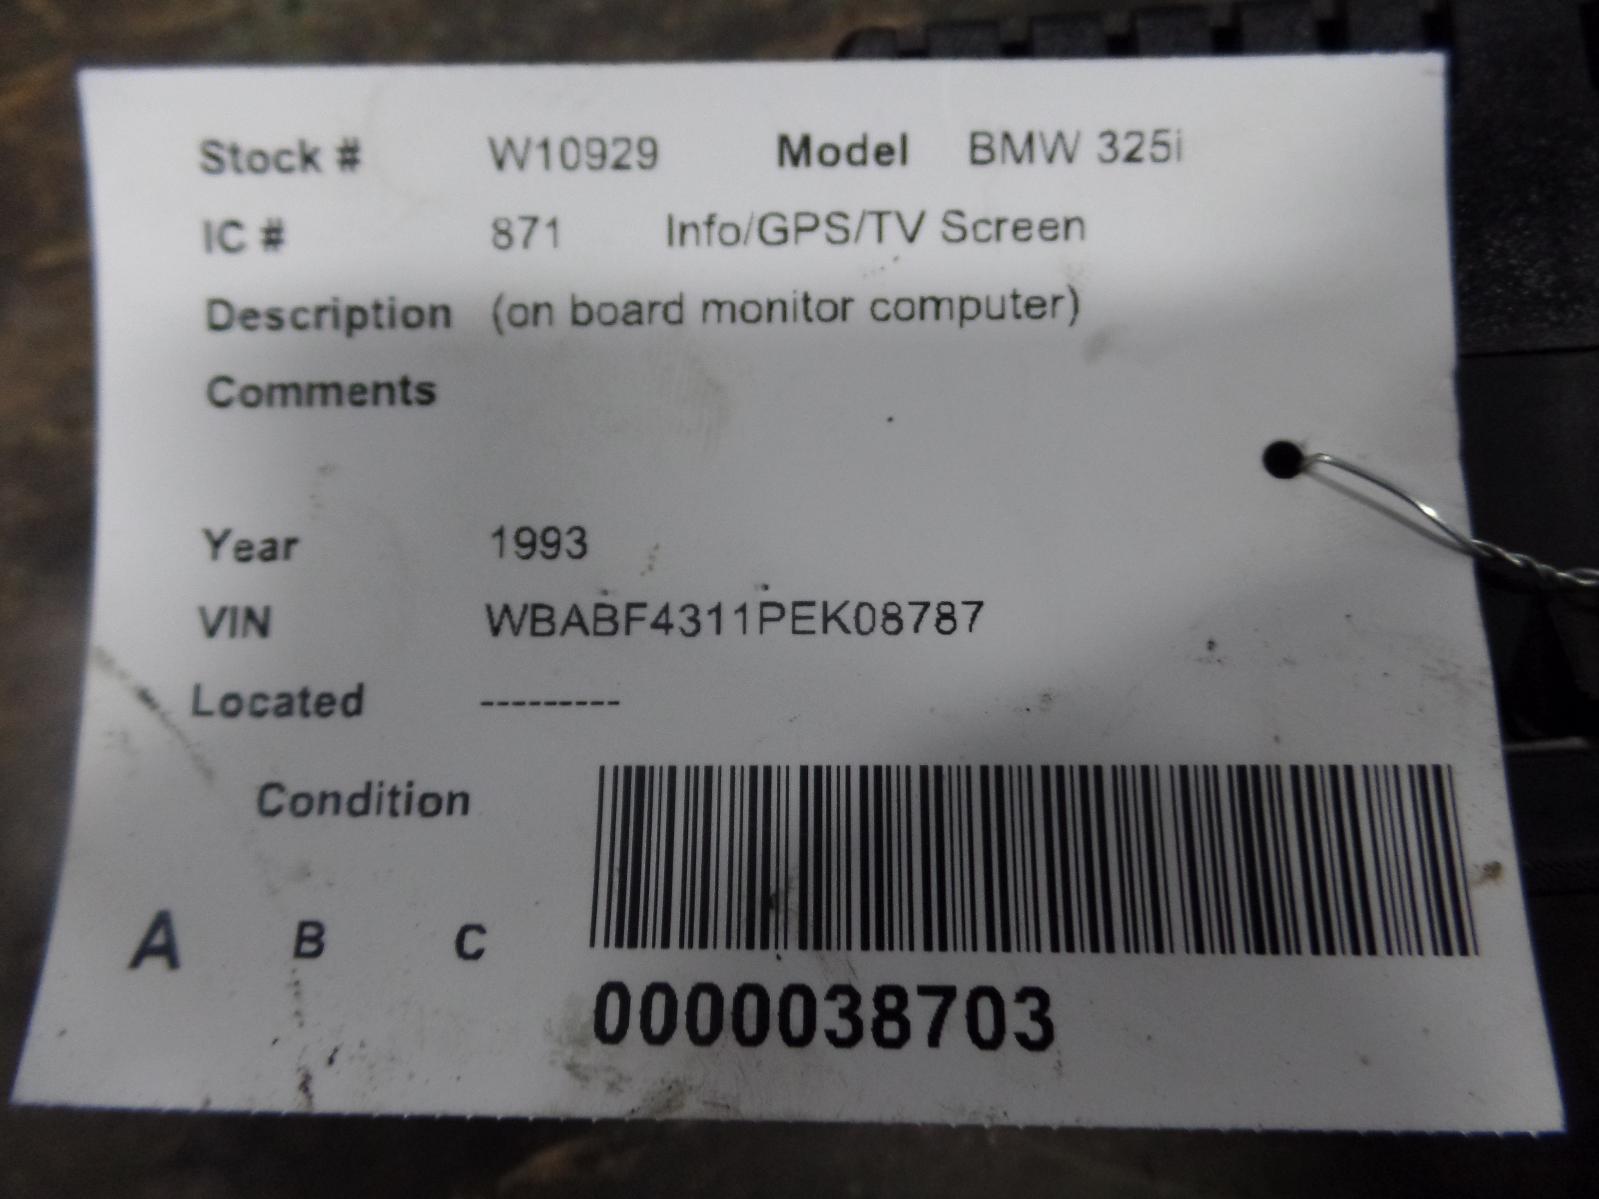 Stock # W10929 Model BMW 325i
IC # 871 Info/GPS/TV Screen
Description (on board monitor computer)
Comments
Year 1993
VIN WBABF4311PEK08787
Located ---------
Condition
A B C
0000038703